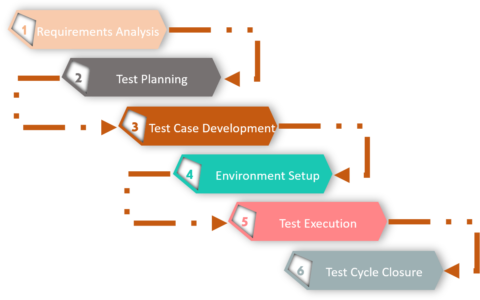 1 Requirements Analysis
2 Test Planning
3 Test Case Development
4 Environment Setup
5 Test Execution
6 Test Cycle Closure